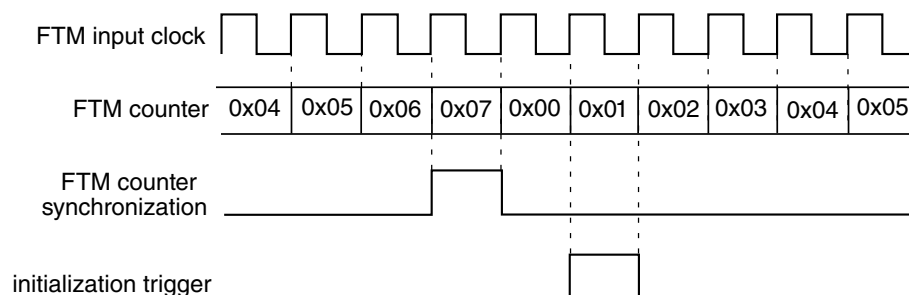 FTM input clock
FTM counter 0x04 0x05 0x06 0x07 0x00 0x01 0x02 0x03 0x04 0x05
FTM counter
synchronization
initialization trigger